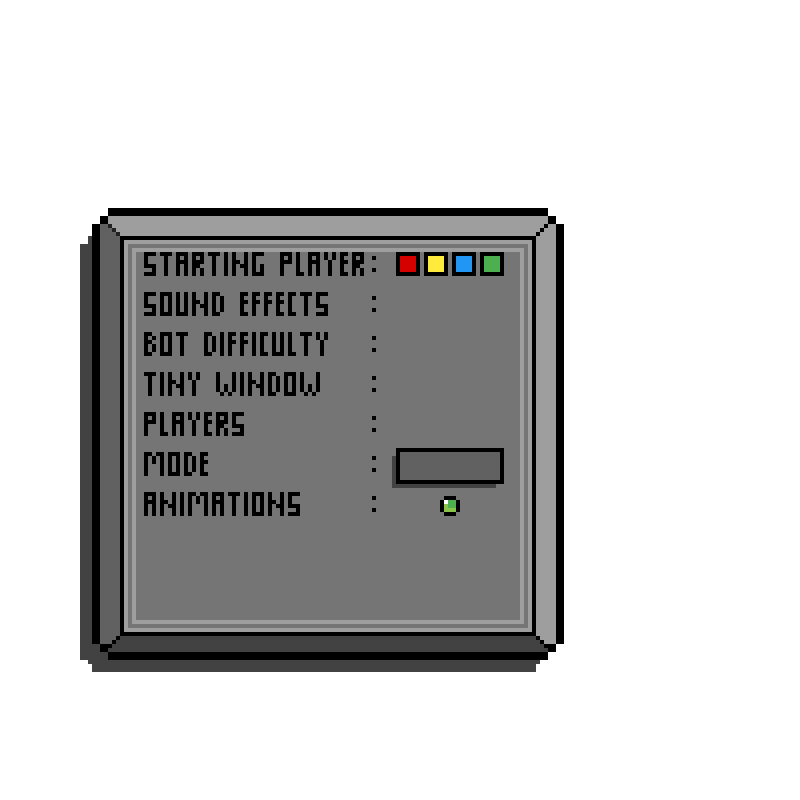 STARTING PLAYER:
SOUND EFFECTS :
BOT DIFFICULTY :
TINY WINDOW :
PLAYERS :
MODE :
ANIMATIONS :